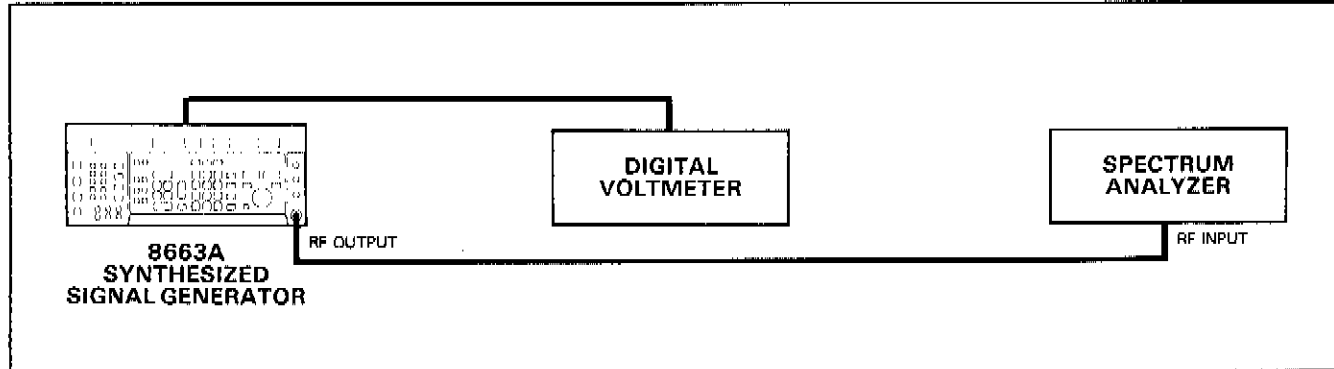 DIGITAL
VOLTMETER
SPECTRUM
ANALYZER
RF OUTPUT
RF INPUT
8663A
SYNTHESIZED
SIGNAL GENERATOR